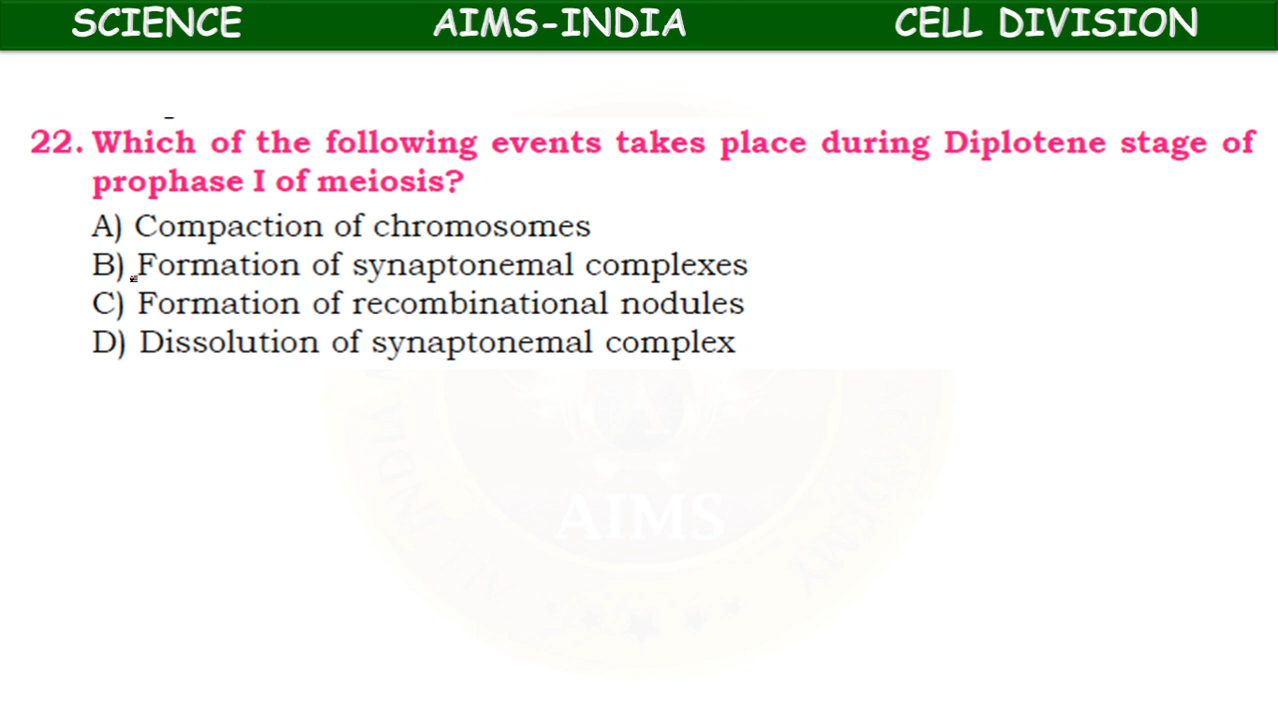 SCIENCE AIMS-INDIA CELL DIVISION
22. Which of the following events takes place during Diplotene stage of
prophase I of meiosis?
A) Compaction of chromosomes
B) Formation of synaptonemal complexes
C) Formation of recombinational nodules
D) Dissolution of synaptonemal complex
AIMS